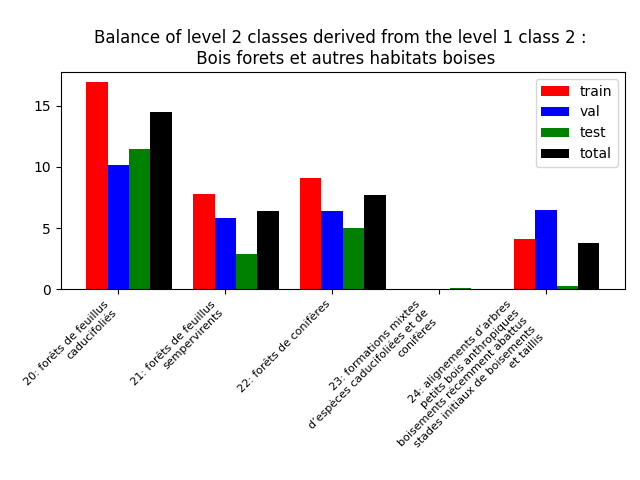 Balance of level 2 classes derived from the level 1 class 2 :
Bois forets et autres habitats boises
15
10
5
0
train
val
test
total
20: forêts de feuillus
caducifoliés
21: forêts de feuillus
sempervirents
22: forêts de conifères
23: formations mixtes
d'espèces caducifoliées et de
conifères
24: alignements d'arbres
petits bois anthropiques
boisements récemment abattus
stades initiaux de boisements
et taillis